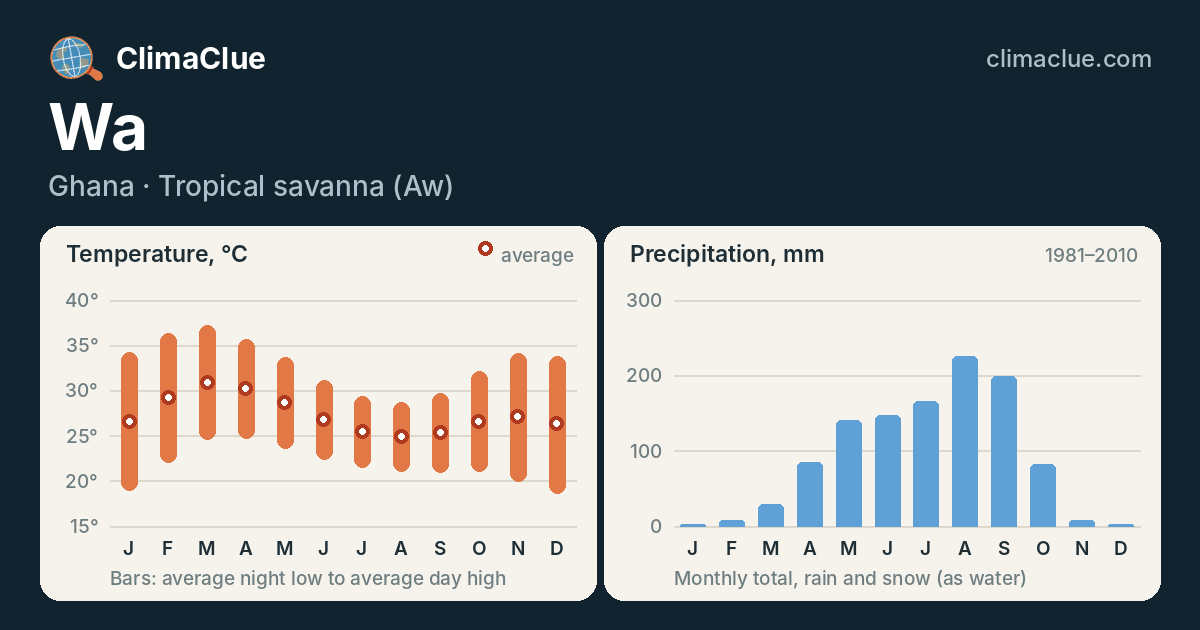 ClimaClue
climaclue.com
Wa
Ghana · Tropical savanna (Aw)
Temperature, °C
average
40°
35°
30°
25°
20°
15°
J F M A M J J A S O N D
Bars: average night low to average day high
Precipitation, mm
1981–2010
300
200
100
0
J F M A M J J A S O N D
Monthly total, rain and snow (as water)